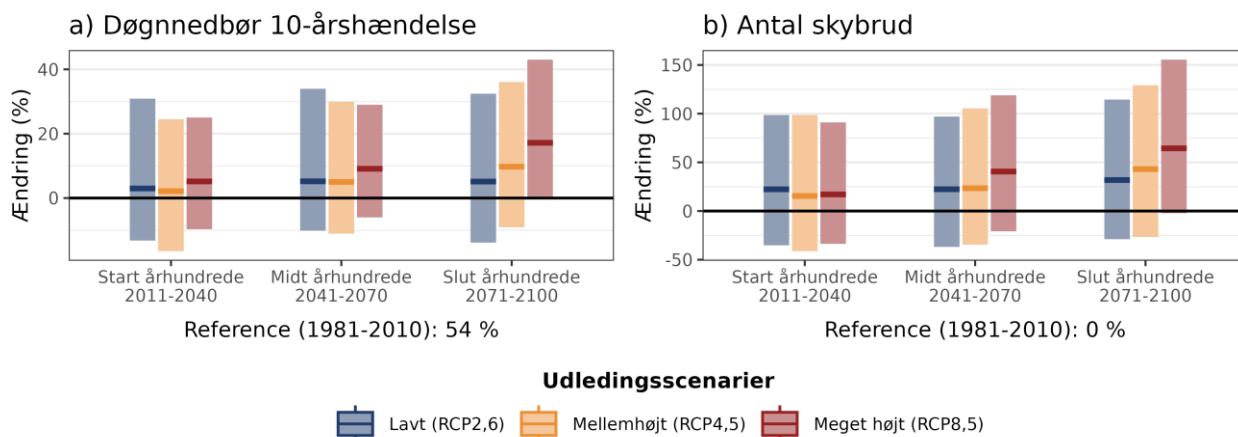 a) Døgnnedbør 10-årshændelse
Ændring (%)
40
20
0
Start århundrede
2011-2040
Midt århundrede
2041-2070
Slut århundrede
2071-2100
Reference (1981-2010): 54 %
b) Antal skybrud
Ændring (%)
150
100
50
0
-50
Start århundrede
2011-2040
Midt århundrede
2041-2070
Slut århundrede
2071-2100
Reference (1981-2010): 0 %
Udledingsscenarier
Lavt (RCP2,6)
Mellemhøjt (RCP4,5)
Meget højt (RCP8,5)